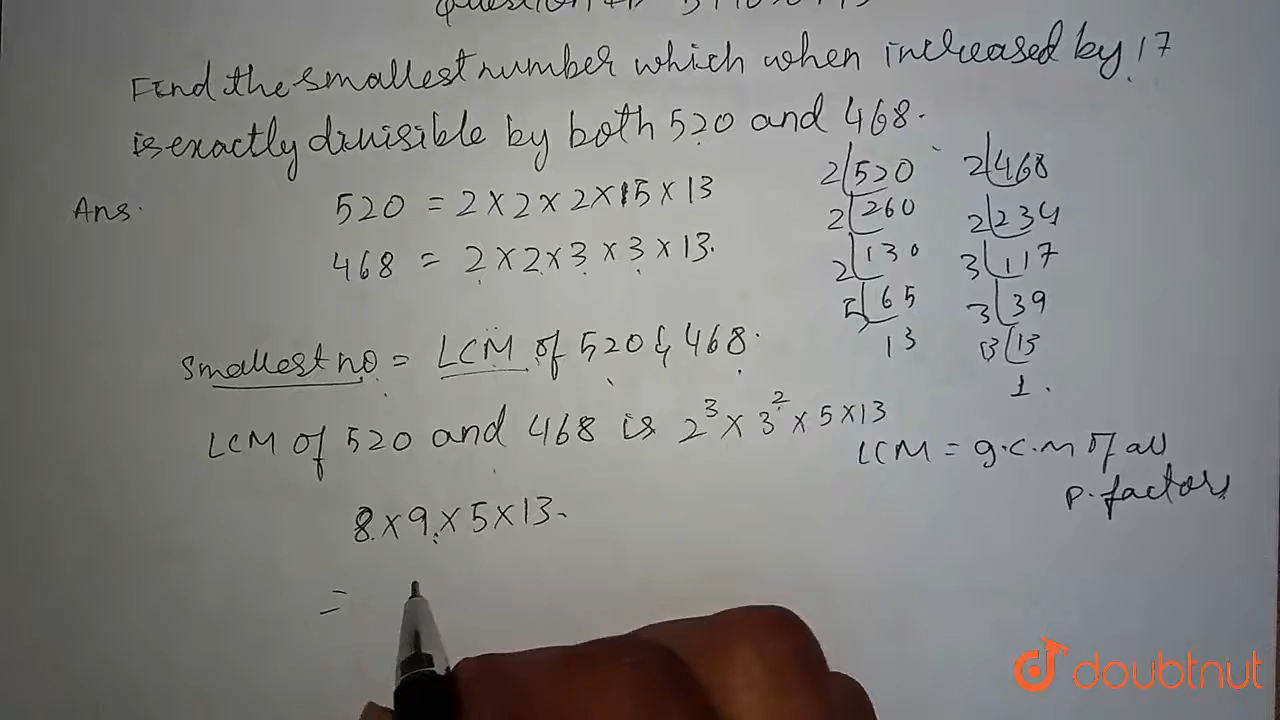 Find the smallest number which when increased by 17
is exactly divisible by both 520 and 468.
Ans.
520 = 2 × 2 × 2 × 5 × 13
468 = 2 × 2 × 3 × 3 × 13.
2 520
2 260
2 130
5 65
13
2 468
2 234
3 117
3 39
13 13
1.
Smallest no = LCM of 520 & 468.
LCM of 520 and 468 is 2³ × 3² × 5 × 13
LCM = g.c.m of all
p. factors
8 × 9 × 5 × 13.
=
doubtnut